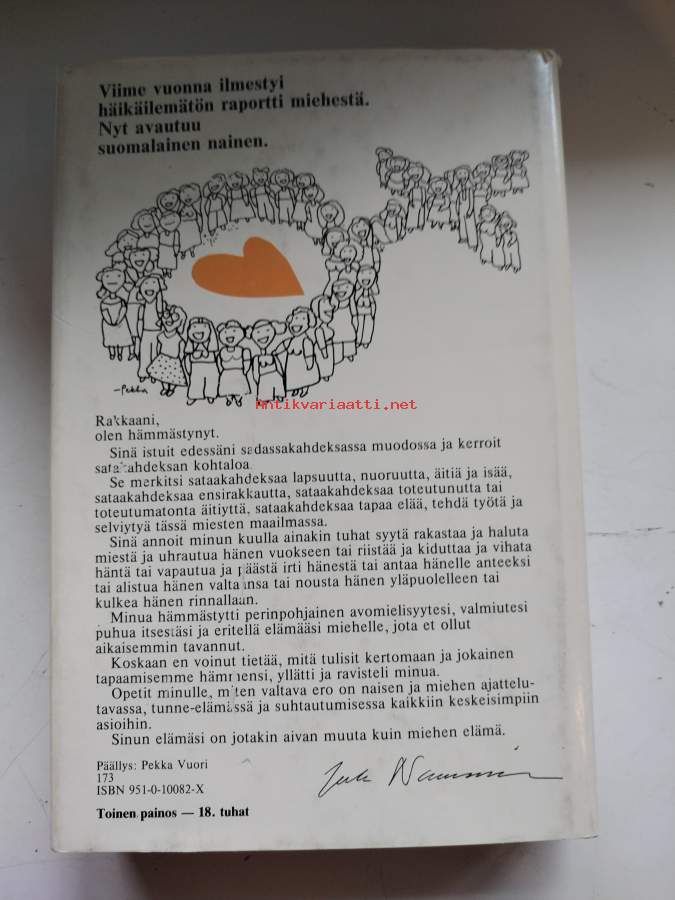 Viime vuonna ilmestyi
häikäilemätön raportti miehestä.
Nyt avautuu
suomalainen nainen.
-Pekka
Antikvariaatti.net
Rakkaani,
olen hämmästynyt.
Sinä istuit edessäni sadassakahdeksassa muodossa ja kerroit
satakahdeksan kohtaloa.
Se merkitsi sataakahdeksaa lapsuutta, nuoruutta, äitiä ja isää,
sataakahdeksaa ensirakkautta, sataakahdeksaa toteutunutta tai
toteutumatonta äitiyttä, sataakahdeksaa tapaa elää, tehdä työtä ja
selviytyä tässä miesten maailmassa.
Sinä annoit minun kuulla ainakin tuhat syytä rakastaa ja haluta
miestä ja uhrautua hänen vuokseen tai riistää ja kiduttaa ja vihata
häntä tai vapautua ja päästä irti hänestä tai antaa hänelle anteeksi
tai alistua hänen valtaansa tai nousta hänen yläpuolelleen tai
kulkea hänen rinnallaan.
Minua hämmästytti perinpohjainen avomielisyytesi, valmiutesi
puhua itsestäsi ja eritellä elämääsi miehelle, jota et ollut
aikaisemmin tavannut.
Koskaan en voinut tietää, mitä tulisit kertomaan ja jokainen
tapaamisemme hämmensi, yllätti ja ravisteli minua.
Opetit minulle, miten valtava ero on naisen ja miehen ajattelu-
tavassa, tunne-elämässä ja suhtautumisessa kaikkiin keskeisimpiin
asioihin.
Sinun elämäsi on jotakin aivan muuta kuin miehen elämä.
Päällys: Pekka Vuori
173
ISBN 951-0-10082-X
Toinen painos — 18. tuhat